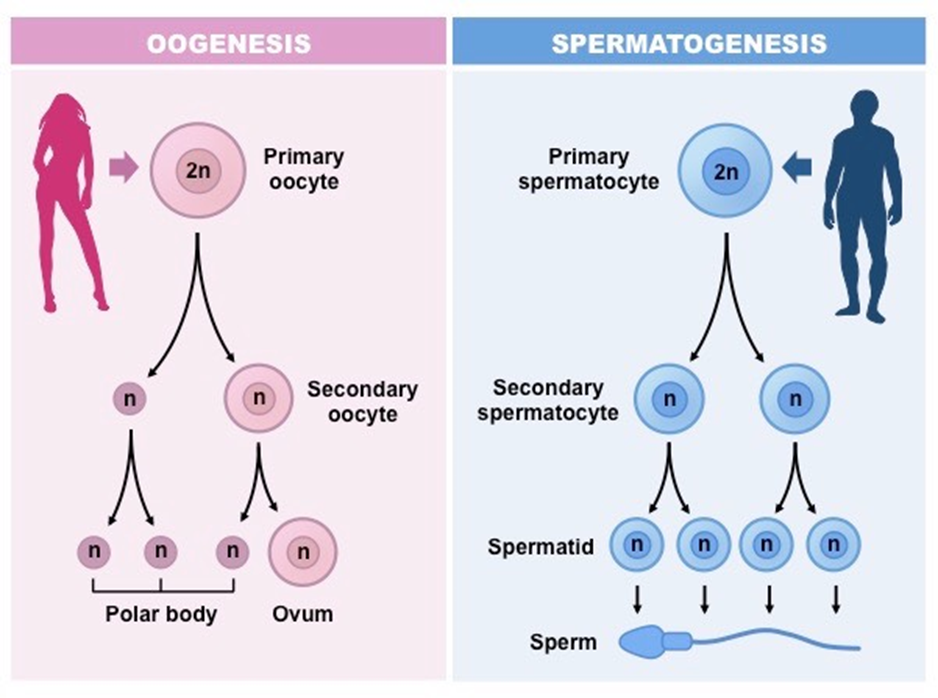 OOGENESIS
2n
Primary
oocyte
n
n
Secondary
oocyte
n
n
n
n
Polar body
Ovum
SPERMATOGENESIS
Primary
spermatocyte
2n
Secondary
spermatocyte
n
n
Spermatid
n
n
n
n
Sperm